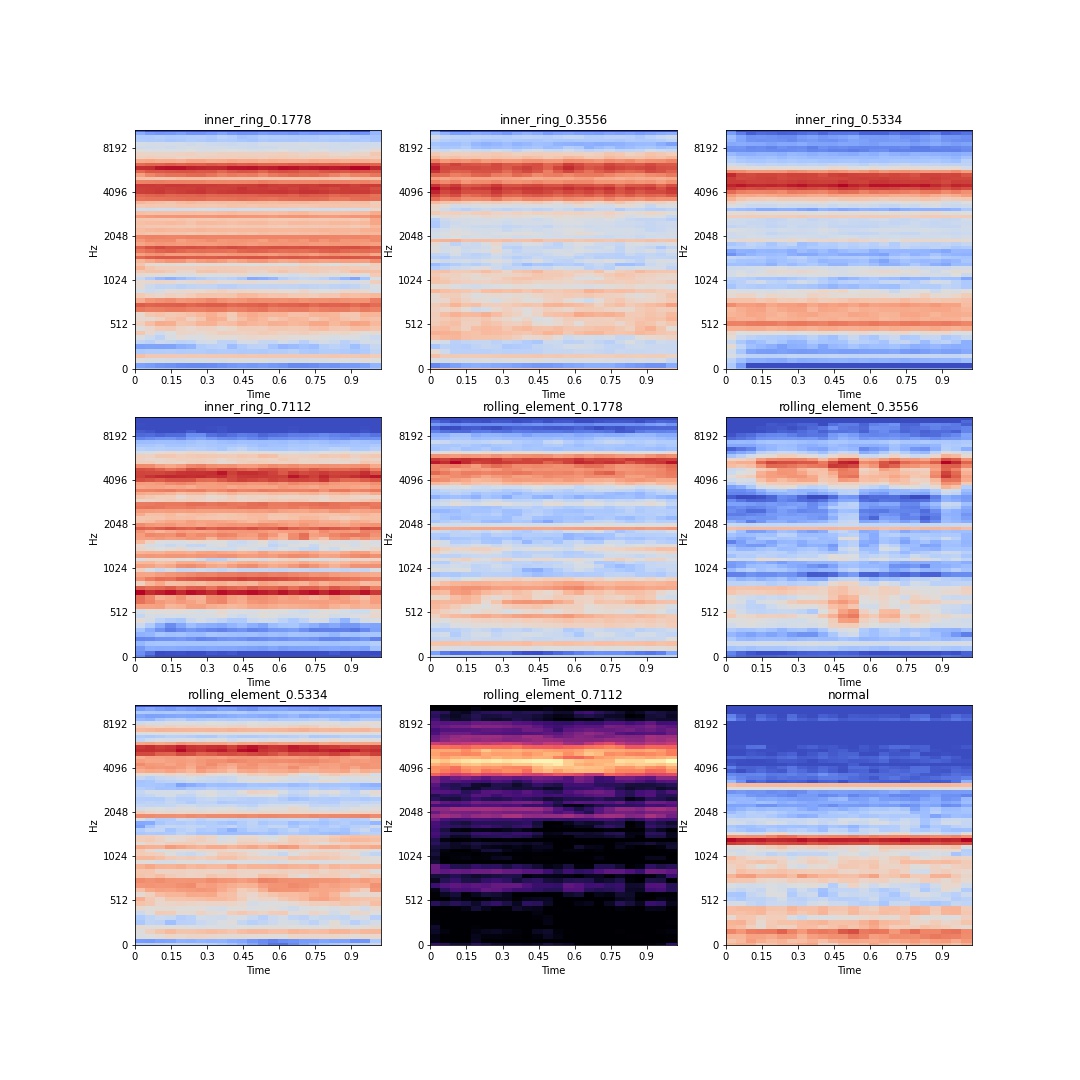 inner_ring_0.1778 inner_ring_0.3556 inner_ring_0.5334
8192 8192 8192
4096 4096 4096
2048 2048 2048
Hz Hz Hz
1024 1024 1024
512 512 512
0 0 0
0 0.15 0.3 0.45 0.6 0.75 0.9 0 0.15 0.3 0.45 0.6 0.75 0.9 0 0.15 0.3 0.45 0.6 0.75 0.9
Time Time Time
inner_ring_0.7112 rolling_element_0.1778 rolling_element_0.3556
8192 8192 8192
4096 4096 4096
2048 2048 2048
Hz Hz Hz
1024 1024 1024
512 512 512
0 0 0
0 0.15 0.3 0.45 0.6 0.75 0.9 0 0.15 0.3 0.45 0.6 0.75 0.9 0 0.15 0.3 0.45 0.6 0.75 0.9
Time Time Time
rolling_element_0.5334 rolling_element_0.7112 normal
8192 8192 8192
4096 4096 4096
2048 2048 2048
Hz Hz Hz
1024 1024 1024
512 512 512
0 0 0
0 0.15 0.3 0.45 0.6 0.75 0.9 0 0.15 0.3 0.45 0.6 0.75 0.9 0 0.15 0.3 0.45 0.6 0.75 0.9
Time Time Time